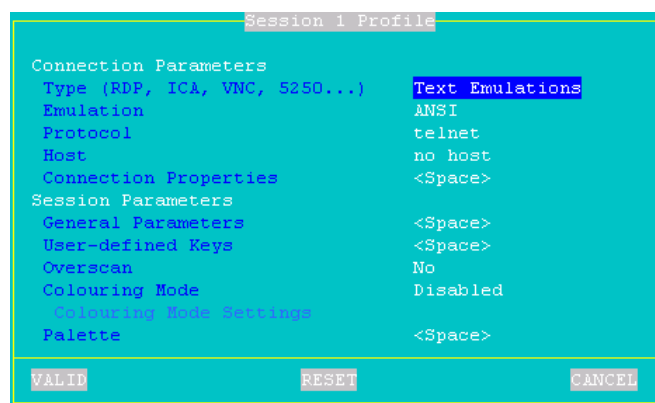 Session 1 Profile
Connection Parameters
Type (RDP, ICA, VNC, 5250...) Text Emulations
Emulation ANSI
Protocol telnet
Host no host
Connection Properties <Space>
Session Parameters
General Parameters <Space>
User-defined Keys <Space>
Overscan No
Colouring Mode Disabled
Colouring Mode Settings
Palette <Space>
VALID RESET CANCEL